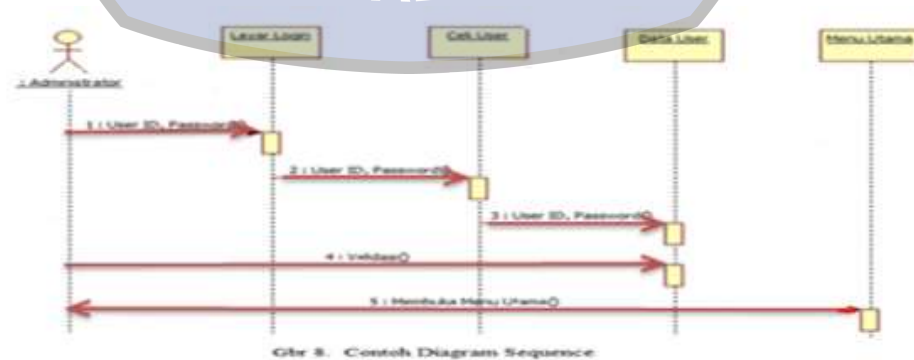 Layar Login
Cek User
Data User
Menu Utama
: Administrator
1 : User ID, Password()
2 : User ID, Password()
3 : User ID, Password()
4 : Validasi()
5 : Membuka Menu Utama()
Gbr 8. Contoh Diagram Sequence